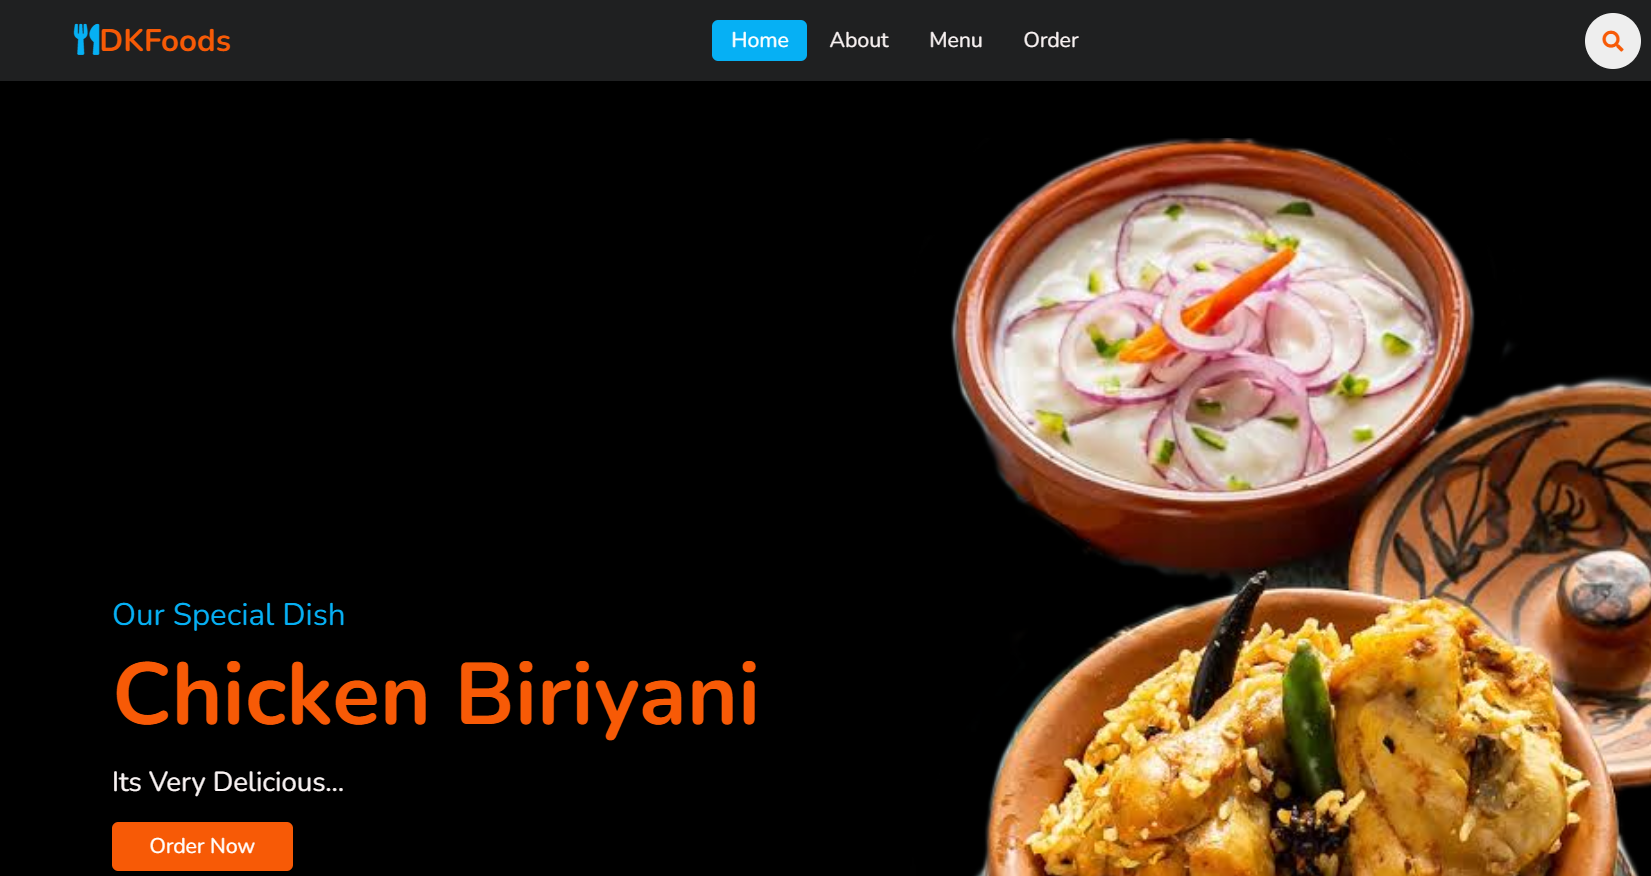 DKFoods
Home About Menu Order
Our Special Dish
Chicken Biriyani
Its Very Delicious...
Order Now